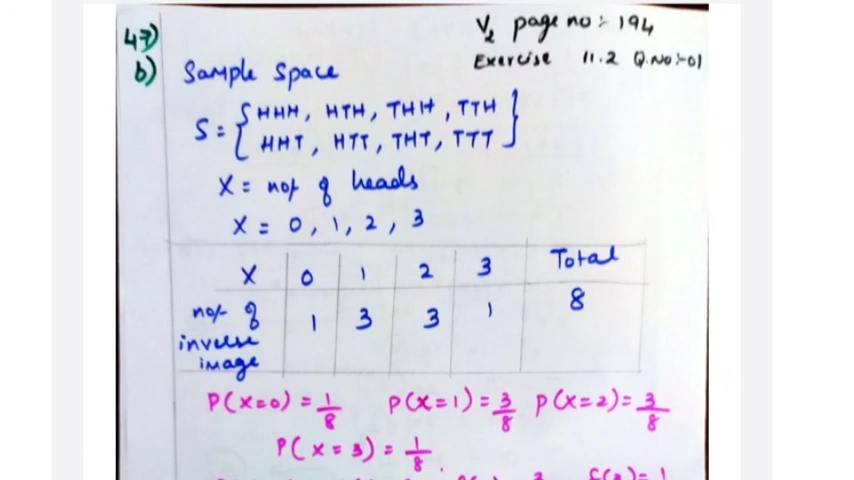 V₂ page no:- 194
47)
Exercise 11.2 Q.No:-01
b) Sample Space
S = { HHH, HTH, THH, TTH
HHT, HTT, THT, TTT }
X = no/. of heads
X = 0, 1, 2, 3
X 0 1 2 3 Total
no/. of inverse image 1 3 3 1 8
P(X=0) = 1/8 P(X=1) = 3/8 P(X=2) = 3/8
P(X=3) = 1/8.